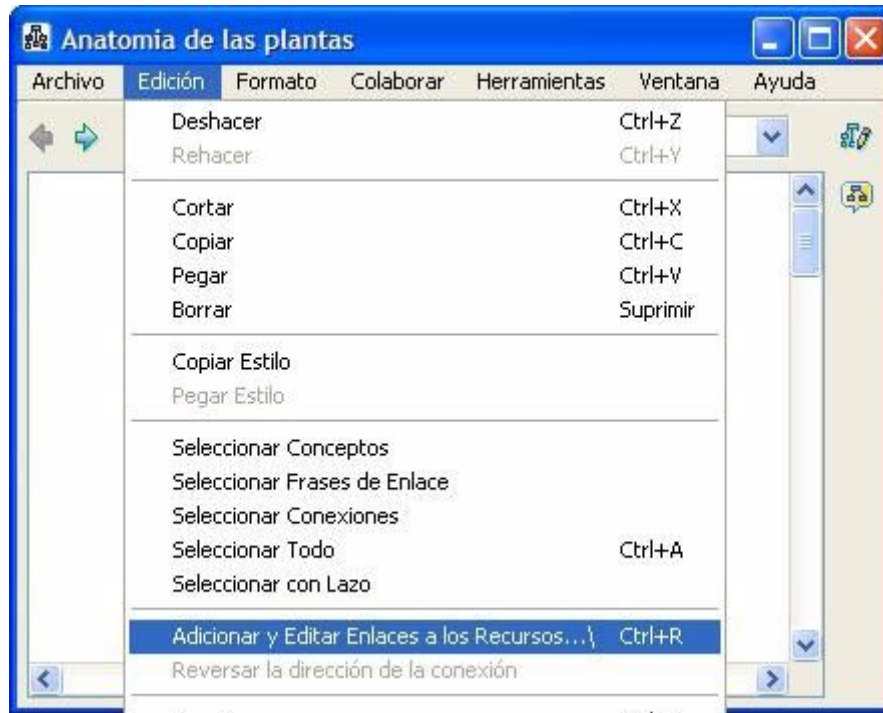 Anatomia de las plantas
Archivo Edición Formato Colaborar Herramientas Ventana Ayuda
Deshacer Ctrl+Z
Rehacer Ctrl+Y
Cortar Ctrl+X
Copiar Ctrl+C
Pegar Ctrl+V
Borrar Suprimir
Copiar Estilo
Pegar Estilo
Seleccionar Conceptos
Seleccionar Frases de Enlace
Seleccionar Conexiones
Seleccionar Todo Ctrl+A
Seleccionar con Lazo
Adicionar y Editar Enlaces a los Recursos...\ Ctrl+R
Reversar la dirección de la conexión